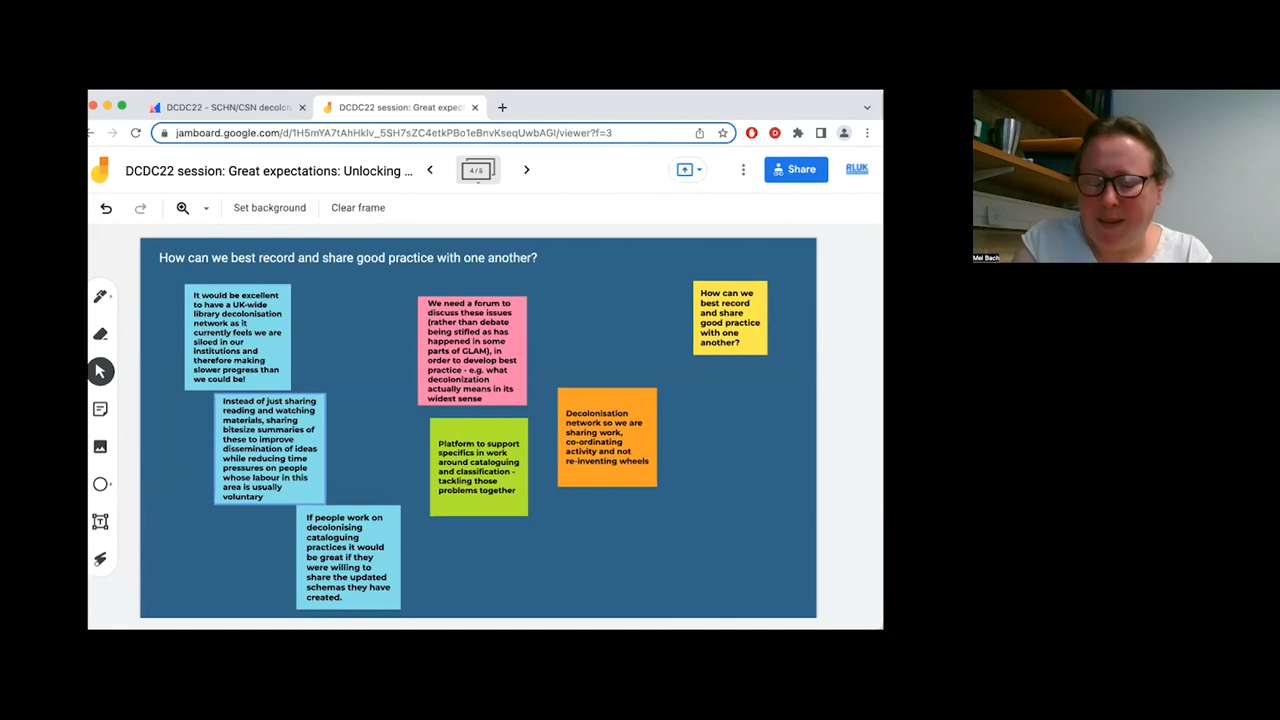 DCDC22 - SCHN/CSN decolon
DCDC22 session: Great expec
jamboard.google.com/d/1H5mYA7tAhHkIv_5SH7sZC4etkPBo1eBnvKseqUwbAGI/viewer?f=3
DCDC22 session: Great expectations: Unlocking ...
4/5
Share
RLUK
Set background
Clear frame
How can we best record and share good practice with one another?
It would be excellent
to have a UK-wide
library decolonisation
network as it
currently feels we are
siloed in our
institutions and
therefore making
slower progress than
we could be!
Instead of just sharing
reading and watching
materials, sharing
bitesize summaries of
these to improve
dissemination of ideas
while reducing time
pressures on people
whose labour in this
area is usually
voluntary
If people work on
decolonising
cataloguing
practices it would
be great if they
were willing to
share the updated
schemas they have
created.
We need a forum to
discuss these issues
(rather than debate
being stifled as has
happened in some
parts of GLAM), in
order to develop best
practice - e.g. what
decolonization
actually means in its
widest sense
Platform to support
specifics in work
around cataloguing
and classification -
tackling those
problems together
Decolonisation
network so we are
sharing work,
co-ordinating
activity and not
re-inventing wheels
How can we
best record
and share
good practice
with one
another?
Mel Bach